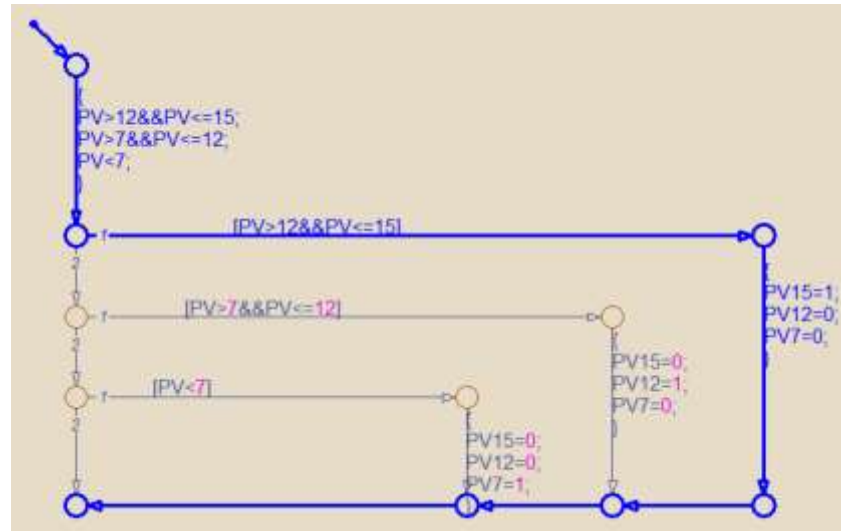 {
PV>12&&PV<=15;
PV>7&&PV<=12;
PV<7;
}
1
[PV>12&&PV<=15]
2
{
PV15=1;
PV12=0;
PV7=0;
}
1
[PV>7&&PV<=12]
2
{
PV15=0;
PV12=1;
PV7=0;
}
1
[PV<7]
2
{
PV15=0;
PV12=0;
PV7=1;
}